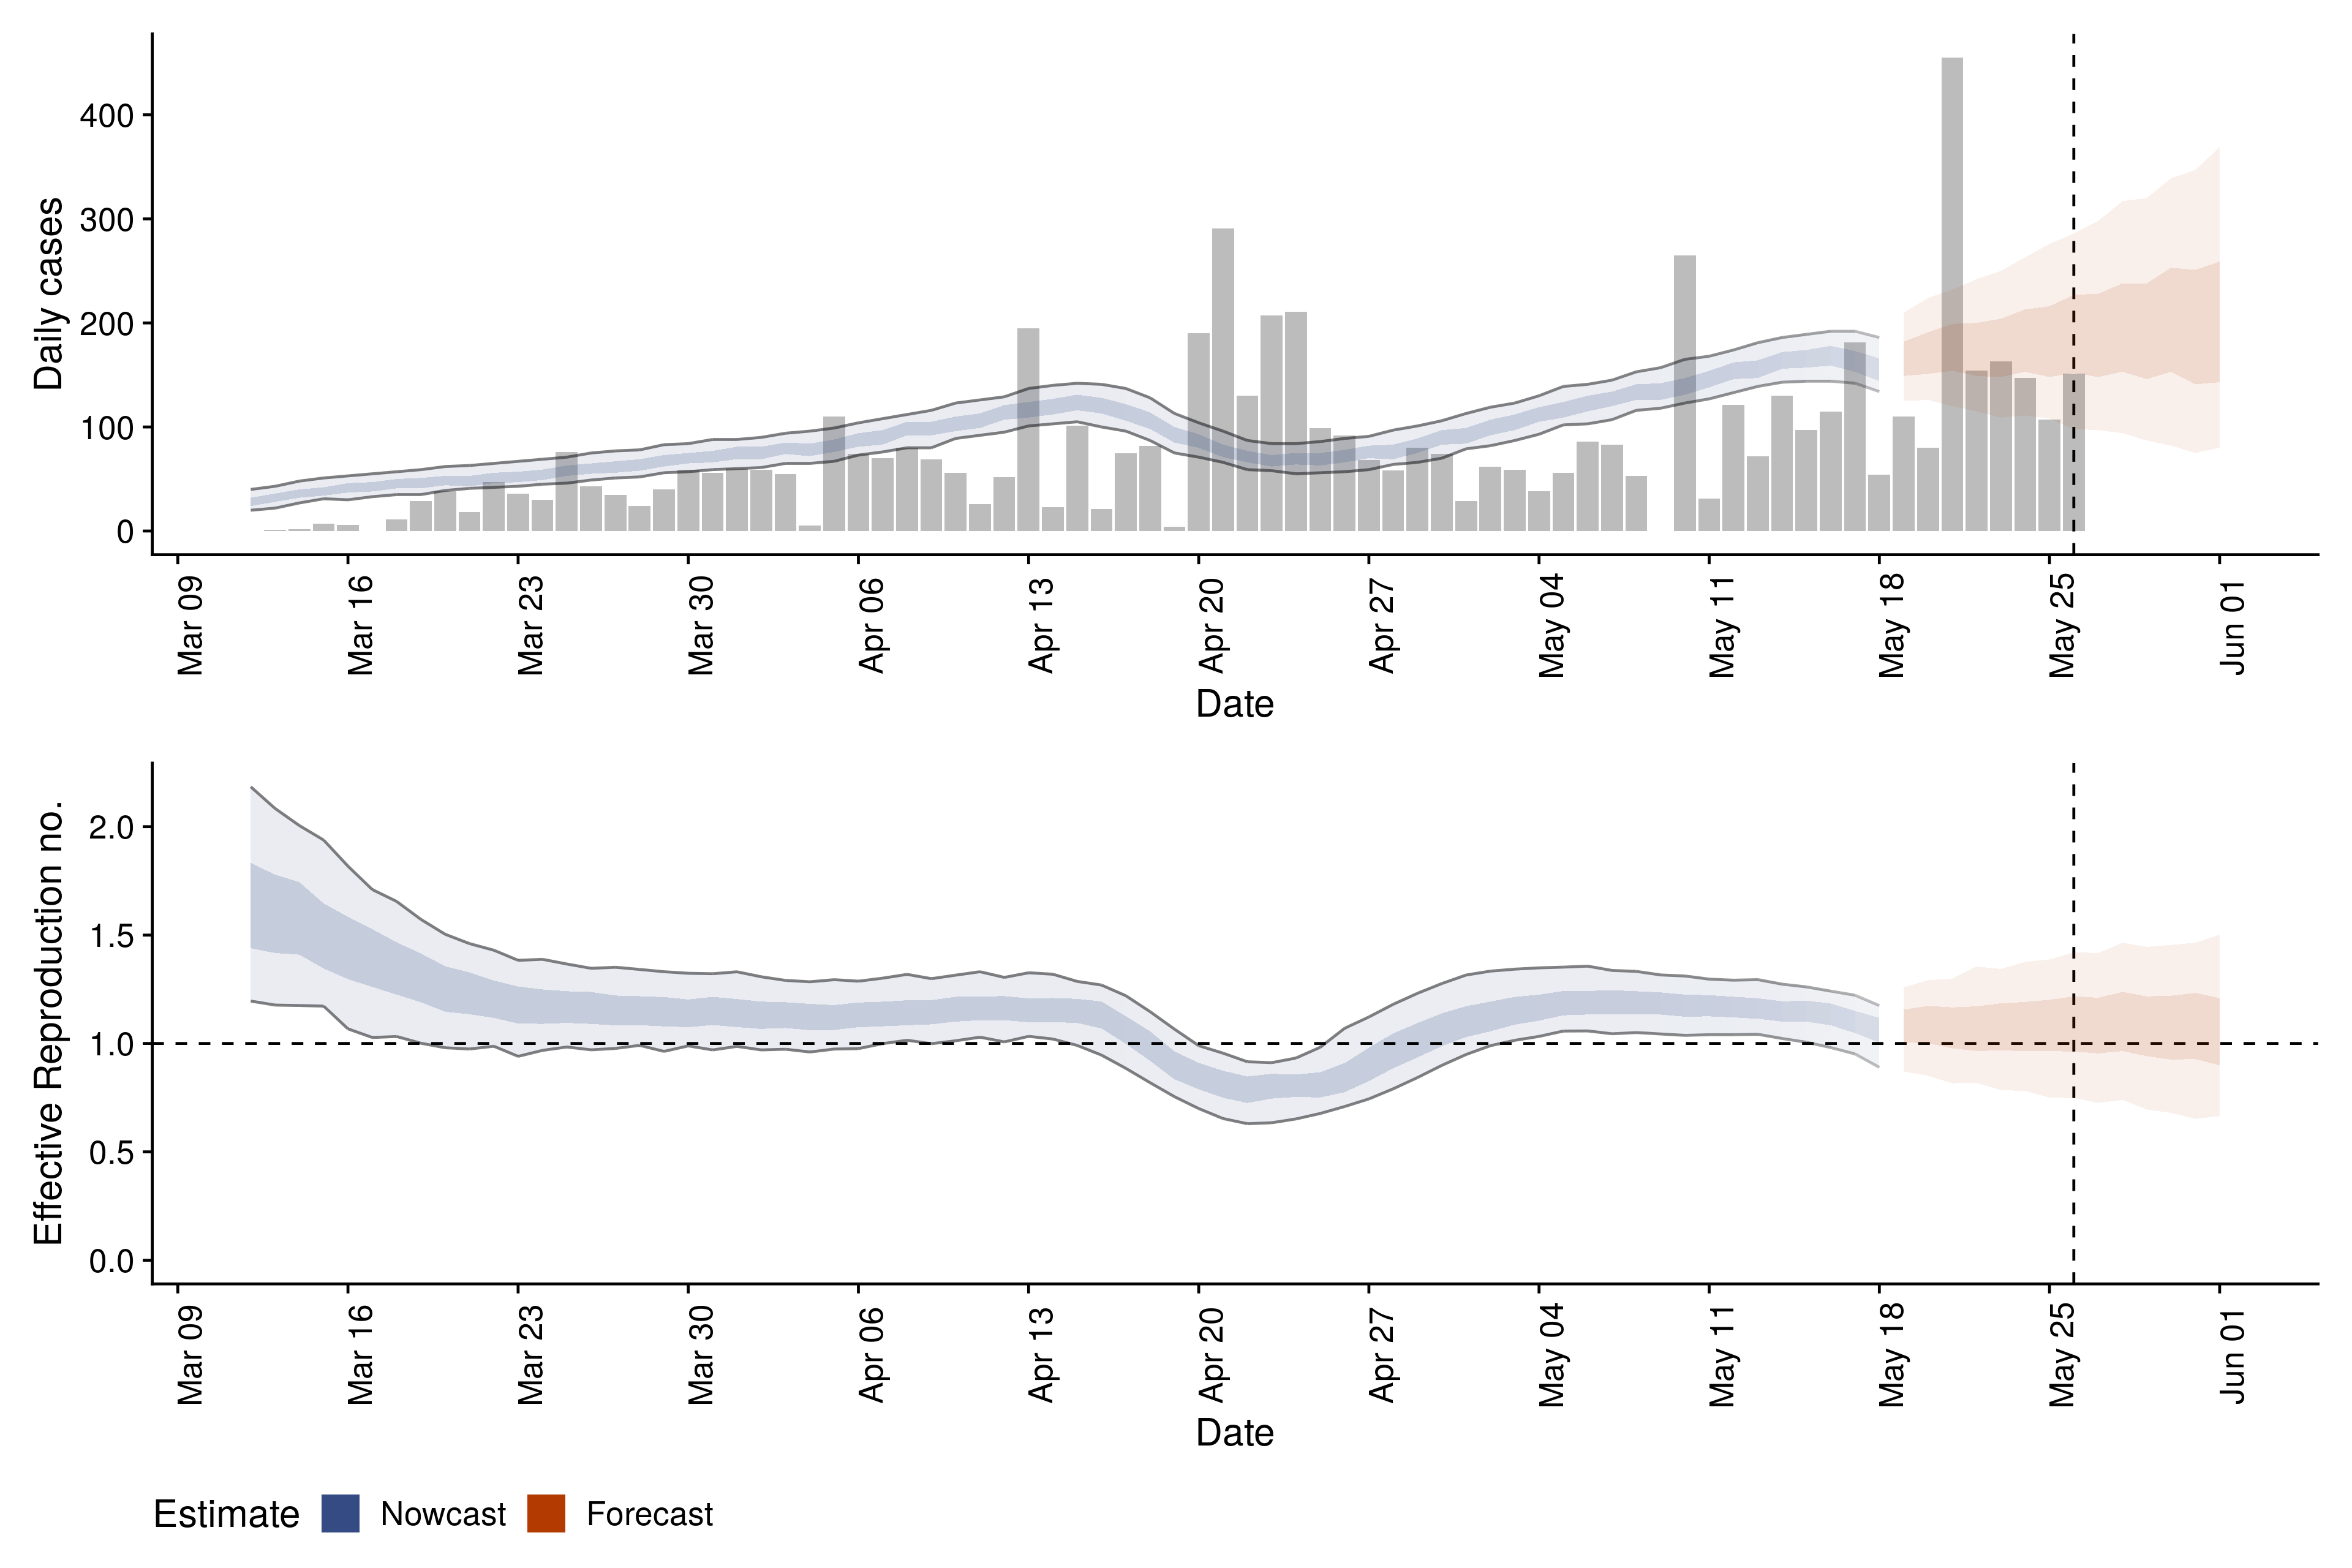 Daily cases
400
300
200
100
0
Mar 09
Mar 16
Mar 23
Mar 30
Apr 06
Apr 13
Apr 20
Apr 27
May 04
May 11
May 18
May 25
Jun 01
Date
Effective Reproduction no.
2.0
1.5
1.0
0.5
0.0
Mar 09
Mar 16
Mar 23
Mar 30
Apr 06
Apr 13
Apr 20
Apr 27
May 04
May 11
May 18
May 25
Jun 01
Date
Estimate Nowcast Forecast